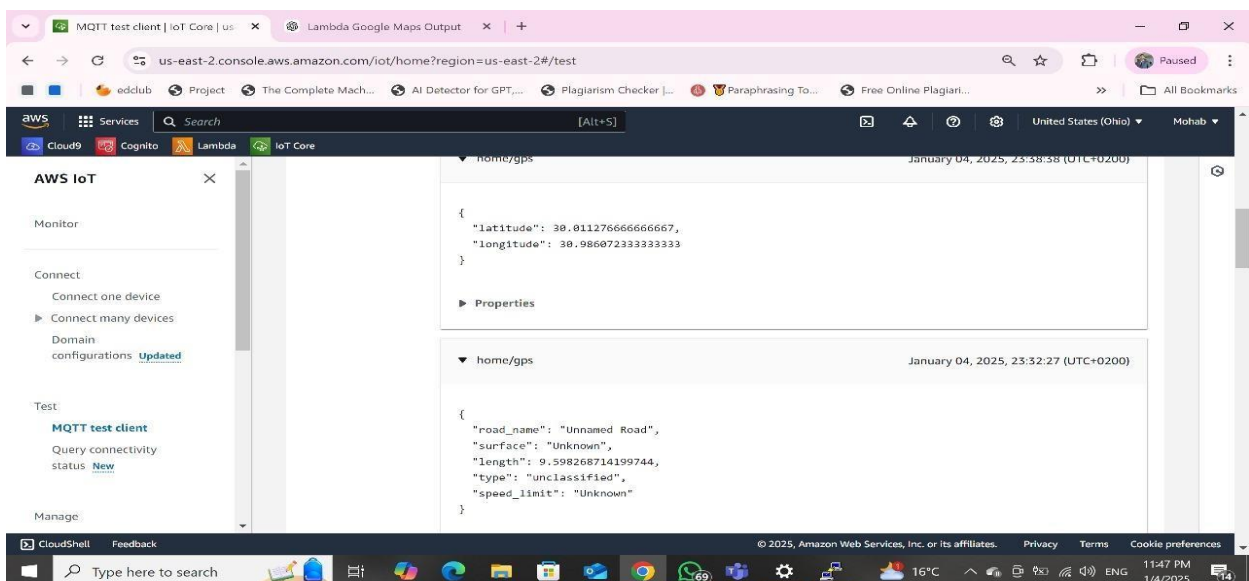 MQTT test client | IoT Core | us
Lambda Google Maps Output
us-east-2.console.aws.amazon.com/iot/home?region=us-east-2#/test
Paused
edclub
Project
The Complete Mach...
AI Detector for GPT,...
Plagiarism Checker |...
Paraphrasing To...
Free Online Plagiari...
All Bookmarks
aws
Services
Search
[Alt+S]
United States (Ohio)
Mohab
Cloud9
Cognito
Lambda
IoT Core
AWS IoT
Monitor
Connect
Connect one device
Connect many devices
Domain
configurations Updated
Test
MQTT test client
Query connectivity
status New
Manage
home/gps
January 04, 2025, 23:38:38 (UTC+0200)
{
"latitude": 30.011276666666667,
"longitude": 30.986072333333333
}
Properties
home/gps
January 04, 2025, 23:32:27 (UTC+0200)
{
"road_name": "Unnamed Road",
"surface": "Unknown",
"length": 9.598268714199744,
"type": "unclassified",
"speed_limit": "Unknown"
}
CloudShell
Feedback
© 2025, Amazon Web Services, Inc. or its affiliates.
Privacy
Terms
Cookie preferences
Type here to search
69
16°C
ENG
11:47 PM
1/4/2025
14